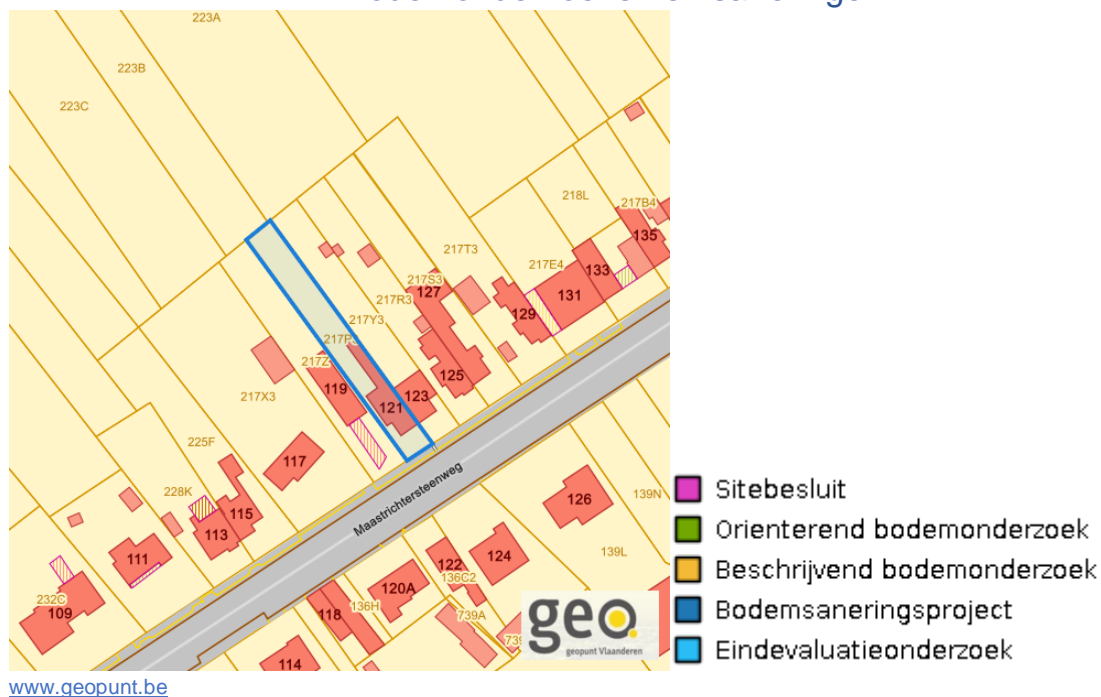 223A
223B
223C
218L
217B4
135
217T3
217E4
133
217S3
127
131
217R3
129
217Y3
217Z
119
125
123
217X3
121
225F
117
Maastrichtersteenweg
228K
115
113
126
139N
111
124
139L
122
136C2
120A
232C
109
118
136H
739A
114
geo
geopunt Vlaanderen
Sitebesluit
Orienterend bodemonderzoek
Beschrijvend bodemonderzoek
Bodemsaneringsproject
Eindevaluatieonderzoek
www.geopunt.be